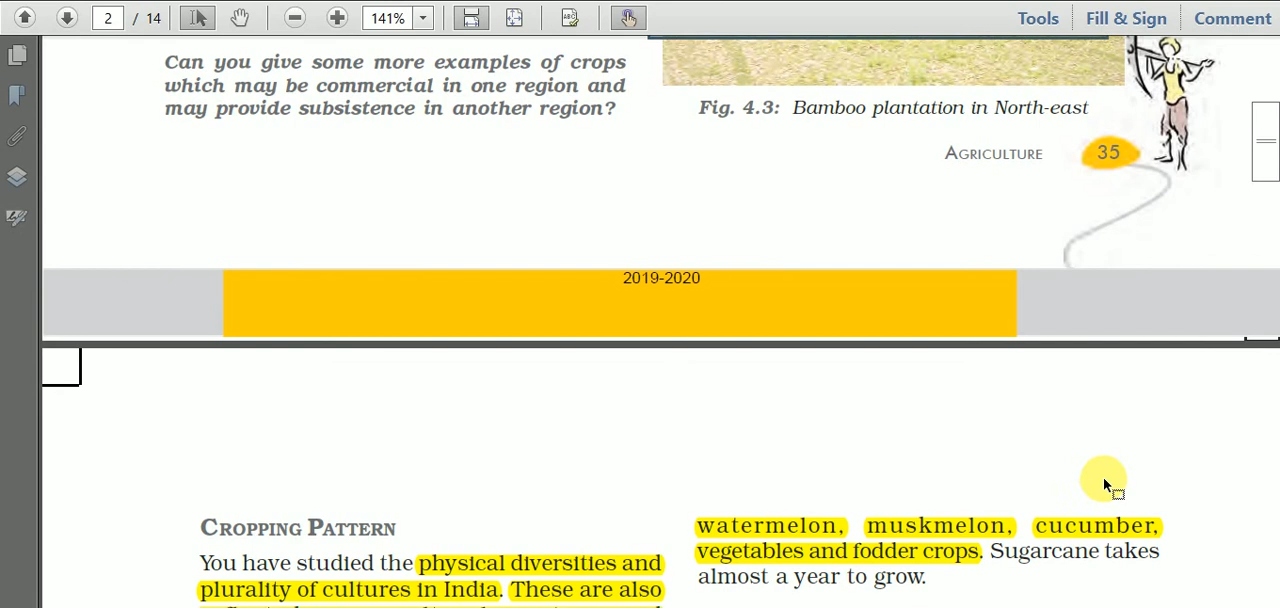 2 / 14
141%
Tools
Fill & Sign
Comment
Can you give some more examples of crops
which may be commercial in one region and
may provide subsistence in another region?
Fig. 4.3: Bamboo plantation in North-east
AGRICULTURE 35
2019-2020
CROPPING PATTERN
You have studied the physical diversities and
plurality of cultures in India. These are also
watermelon, muskmelon, cucumber,
vegetables and fodder crops. Sugarcane takes
almost a year to grow.